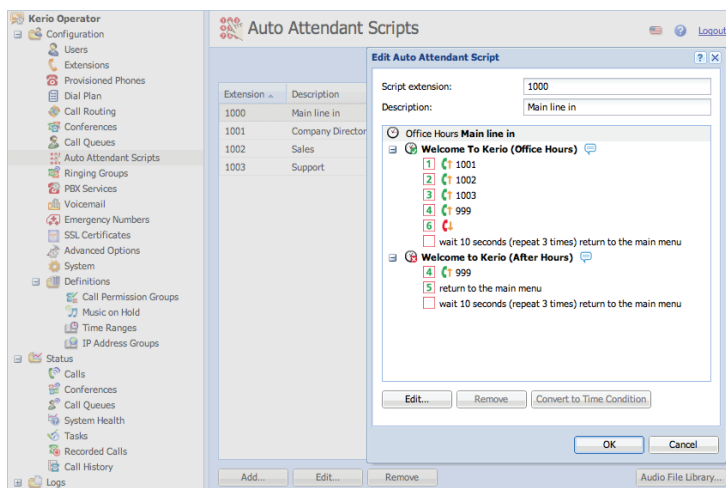 Kerio Operator
Configuration
Users
Extensions
Provisioned Phones
Dial Plan
Call Routing
Conferences
Call Queues
Auto Attendant Scripts
Ringing Groups
PBX Services
Voicemail
Emergency Numbers
SSL Certificates
Advanced Options
System
Definitions
Call Permission Groups
Music on Hold
Time Ranges
IP Address Groups
Status
Calls
Conferences
Call Queues
System Health
Tasks
Recorded Calls
Call History
Logs
Auto Attendant Scripts
Logout
Extension Description
1000 Main line in
1001 Company Director
1002 Sales
1003 Support
Add... Edit... Remove
Audio File Library...
Edit Auto Attendant Script
Script extension: 1000
Description: Main line in
Office Hours Main line in
Welcome To Kerio (Office Hours)
1 1001
2 1002
3 1003
4 999
6
wait 10 seconds (repeat 3 times) return to the main menu
Welcome to Kerio (After Hours)
4 999
5 return to the main menu
wait 10 seconds (repeat 3 times) return to the main menu
Edit... Remove Convert to Time Condition
OK Cancel